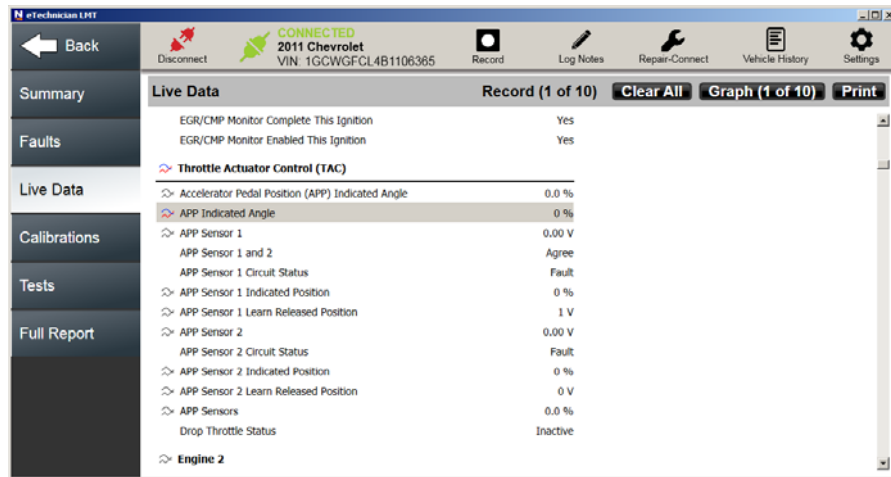 eTechnician LMT
Back
Disconnect
CONNECTED
2011 Chevrolet
VIN: 1GCWGFCL4B1106365
Record
Log Notes
Repair-Connect
Vehicle History
Settings
Summary
Faults
Live Data
Calibrations
Tests
Full Report
Live Data Record (1 of 10) Clear All Graph (1 of 10) Print
EGR/CMP Monitor Complete This Ignition Yes
EGR/CMP Monitor Enabled This Ignition Yes
Throttle Actuator Control (TAC)
Accelerator Pedal Position (APP) Indicated Angle 0.0 %
APP Indicated Angle 0 %
APP Sensor 1 0.00 V
APP Sensor 1 and 2 Agree
APP Sensor 1 Circuit Status Fault
APP Sensor 1 Indicated Position 0 %
APP Sensor 1 Learn Released Position 1 V
APP Sensor 2 0.00 V
APP Sensor 2 Circuit Status Fault
APP Sensor 2 Indicated Position 0 %
APP Sensor 2 Learn Released Position 0 V
APP Sensors 0.0 %
Drop Throttle Status Inactive
Engine 2